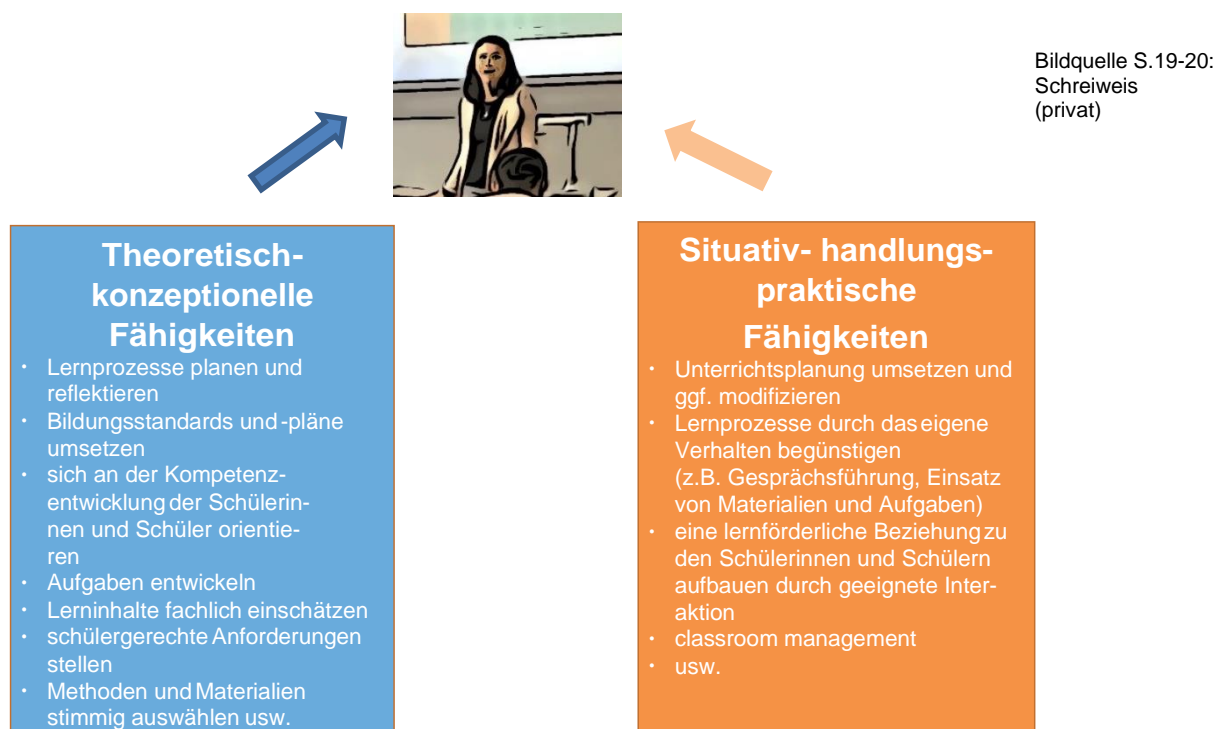 Bildquelle S.19-20:
Schreiweis
(privat)
Theoretisch-
konzeptionelle
Fähigkeiten
· Lernprozesse planen und
reflektieren
· Bildungsstandards und -pläne
umsetzen
· sich an der Kompetenz-
entwicklung der Schülerin-
nen und Schüler orientie-
ren
· Aufgaben entwickeln
· Lerninhalte fachlich einschätzen
· schülergerechte Anforderungen
stellen
· Methoden und Materialien
stimmig auswählen usw.
Situativ- handlungs-
praktische
Fähigkeiten
· Unterrichtsplanung umsetzen und
ggf. modifizieren
· Lernprozesse durch das eigene
Verhalten begünstigen
(z.B. Gesprächsführung, Einsatz
von Materialien und Aufgaben)
· eine lernförderliche Beziehung zu
den Schülerinnen und Schülern
aufbauen durch geeignete Inter-
aktion
· classroom management
· usw.